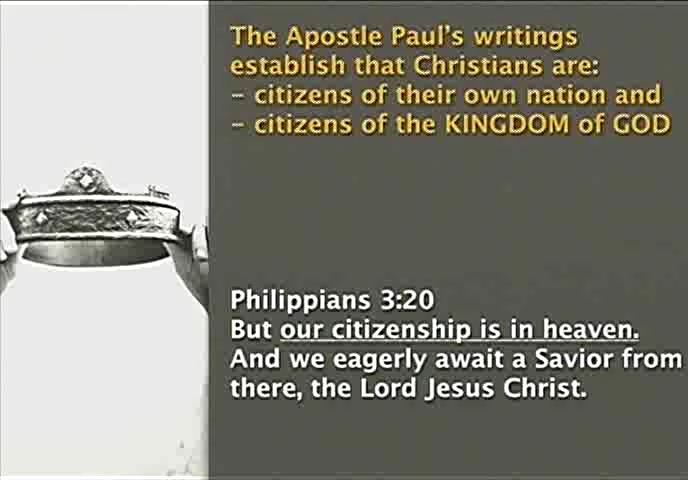 The Apostle Paul's writings
establish that Christians are:
– citizens of their own nation and
– citizens of the KINGDOM of GOD
Philippians 3:20
But our citizenship is in heaven.
And we eagerly await a Savior from
there, the Lord Jesus Christ.